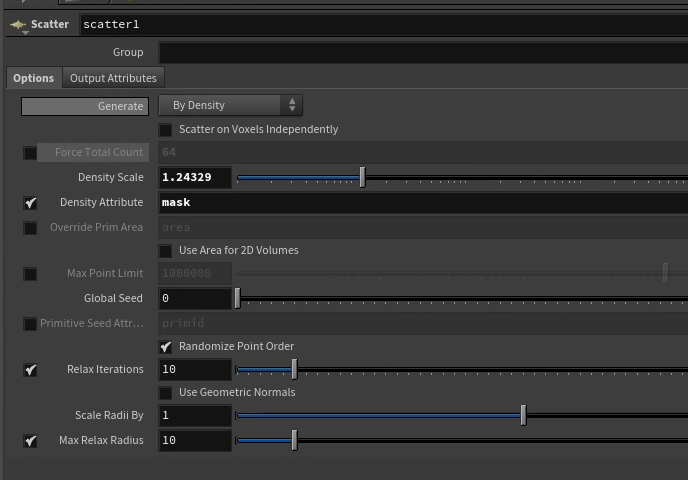 Scatter scatter1
Group
Options Output Attributes
Generate By Density
Scatter on Voxels Independently
Force Total Count 64
Density Scale 1.24329
Density Attribute mask
Override Prim Area area
Use Area for 2D Volumes
Max Point Limit 1000000
Global Seed 0
Primitive Seed Attr... primid
Randomize Point Order
Relax Iterations 10
Use Geometric Normals
Scale Radii By 1
Max Relax Radius 10